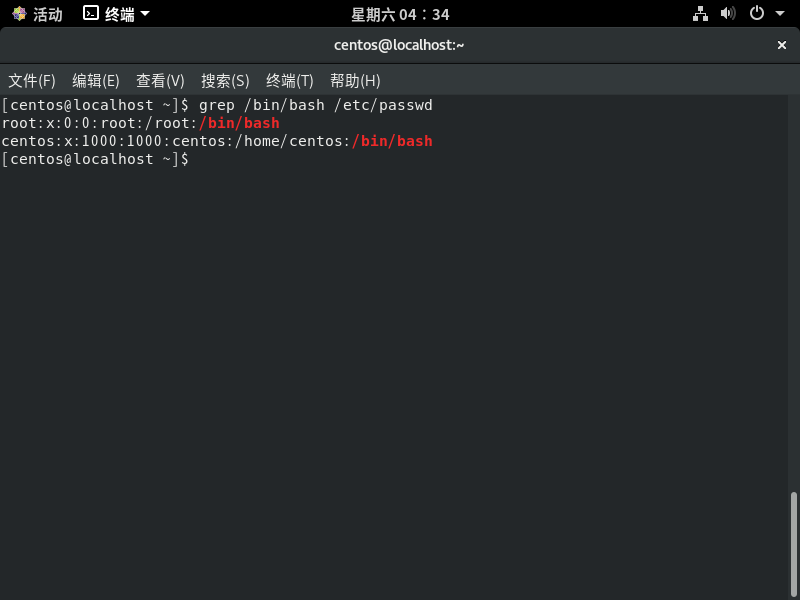 活动 终端 星期六 04：34
centos@localhost:~
文件(F) 编辑(E) 查看(V) 搜索(S) 终端(T) 帮助(H)
[centos@localhost ~]$ grep /bin/bash /etc/passwd
root:x:0:0:root:/root:/bin/bash
centos:x:1000:1000:centos:/home/centos:/bin/bash
[centos@localhost ~]$